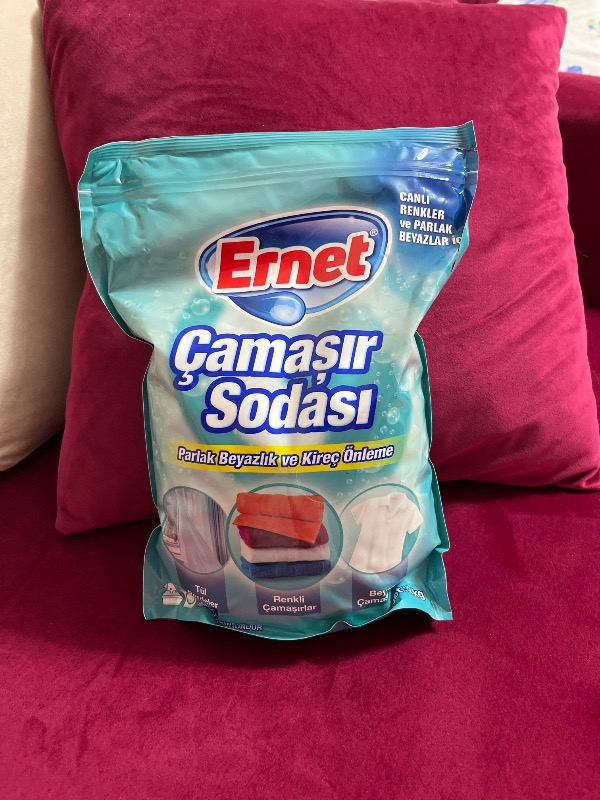 CANLI
RENKLER
ve PARLAK
BEYAZLAR
Ernet®
Çamaşır
Sodası
Parlak Beyazlık ve Kireç Önleme
Tül
Renkli
Çamaşırlar